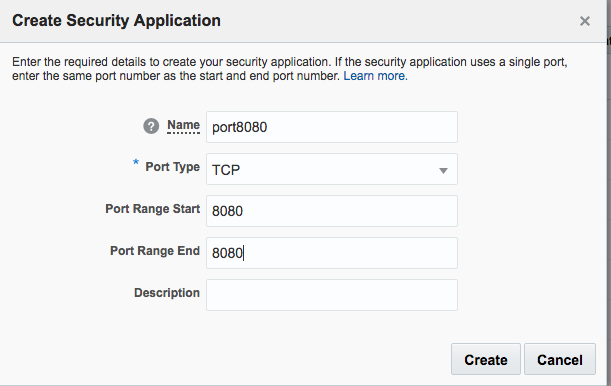 Create Security Application
Enter the required details to create your security application. If the security application uses a single port,
enter the same port number as the start and end port number. Learn more.
? Name port8080
* Port Type TCP
Port Range Start 8080
Port Range End 8080
Description
Create Cancel